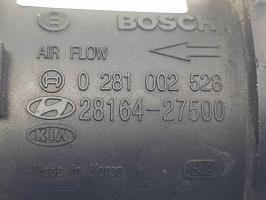 BOSCH
AIR FLOW
0 281 002 528
28164-27500
KIA
Made in Korea